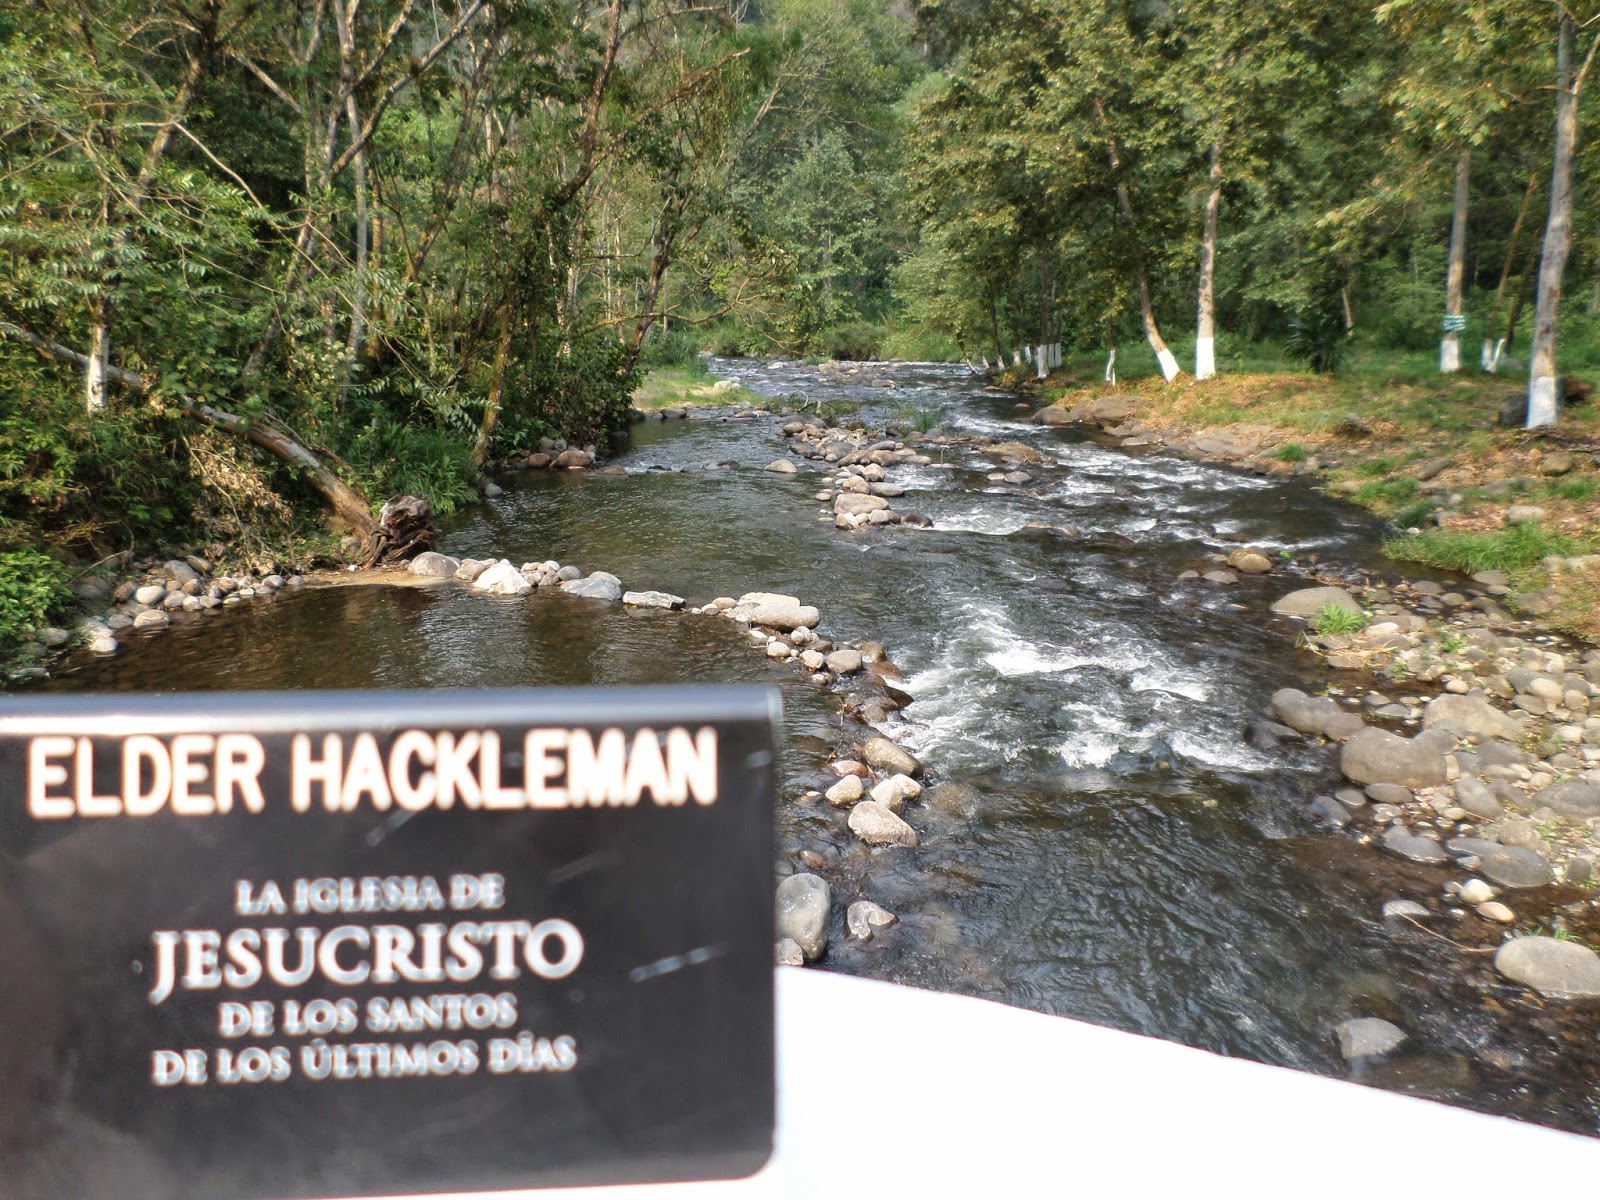 ELDER HACKLEMAN
LA IGLESIA DE
JESUCRISTO
DE LOS SANTOS
DE LOS ÚLTIMOS DÍAS